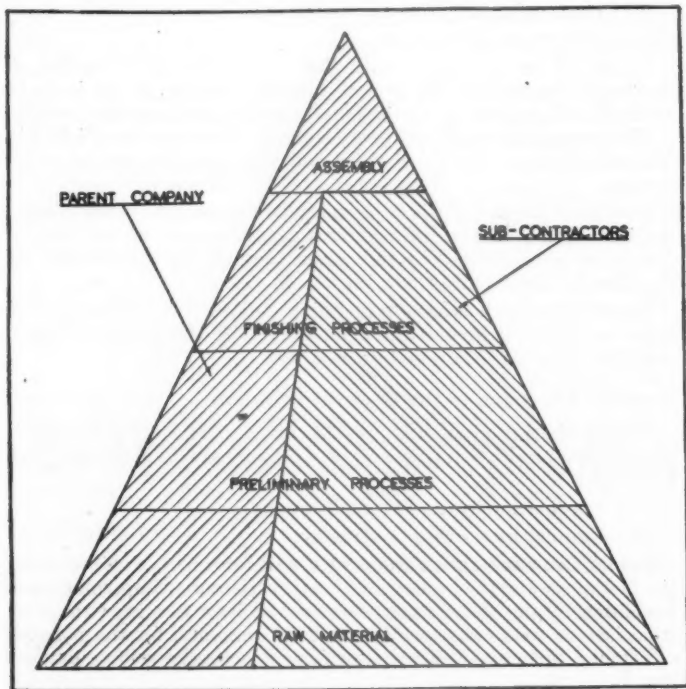 ASSEMBLY
PARENT COMPANY
SUB-CONTRACTORS
FINISHING PROCESSES
PRELIMINARY PROCESSES
RAW MATERIAL